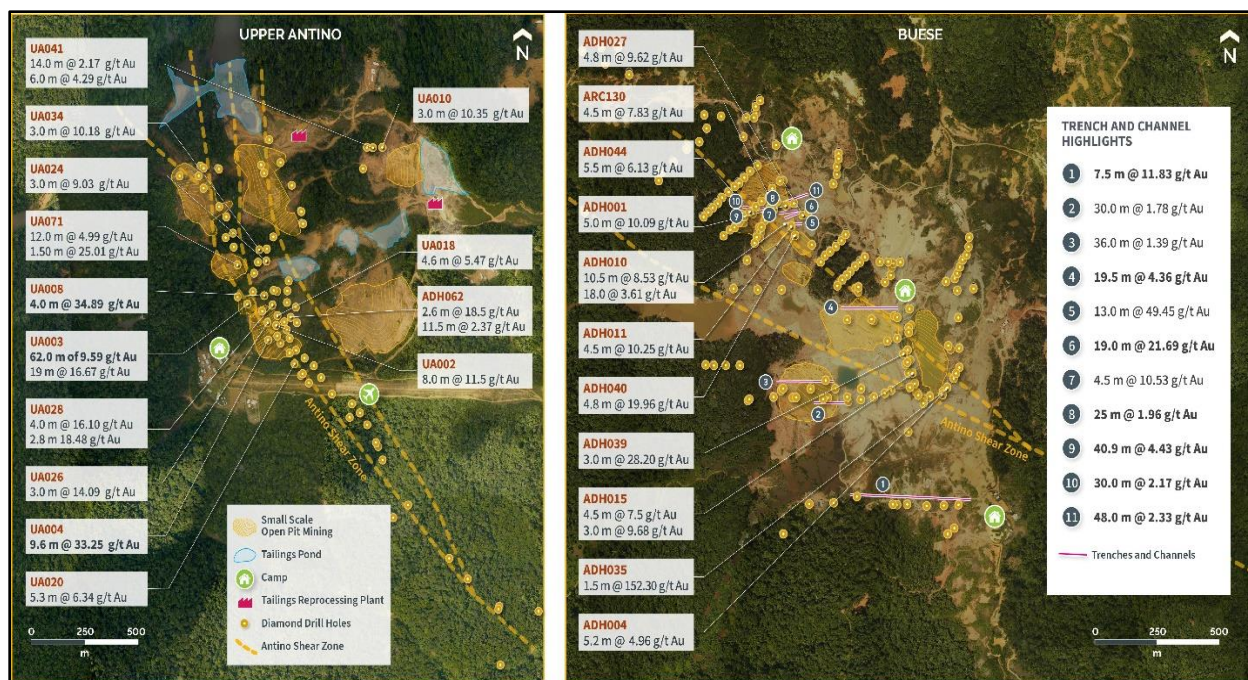 UPPER ANTINO
N
UA041
14.0 m @ 2.17 g/t Au
6.0 m @ 4.29 g/t Au
UA034
3.0 m @ 10.18 g/t Au
UA024
3.0 m @ 9.03 g/t Au
UA071
12.0 m @ 4.99 g/t Au
1.50 m @ 25.01 g/t Au
UA008
4.0 m @ 34.89 g/t Au
UA003
62.0 m of 9.59 g/t Au
19 m @ 16.67 g/t Au
UA028
4.0 m @ 16.10 g/t Au
2.8 m 18.48 g/t Au
UA026
3.0 m @ 14.09 g/t Au
UA004
9.6 m @ 33.25 g/t Au
UA020
5.3 m @ 6.34 g/t Au
UA010
3.0 m @ 10.35 g/t Au
UA018
4.6 m @ 5.47 g/t Au
ADH062
2.6 m @ 18.5 g/t Au
11.5 m @ 2.37 g/t Au
UA002
8.0 m @ 11.5 g/t Au
Antino Shear Zone
Small Scale
Open Pit Mining
Tailings Pond
Camp
Tailings Reprocessing Plant
Diamond Drill Holes
Antino Shear Zone
0 250 500
m
BUESE
N
ADH027
4.8 m @ 9.62 g/t Au
ARC130
4.5 m @ 7.83 g/t Au
ADH044
5.5 m @ 6.13 g/t Au
ADH001
5.0 m @ 10.09 g/t Au
ADH010
10.5 m @ 8.53 g/t Au
18.0 m @ 3.61 g/t Au
ADH011
4.5 m @ 10.25 g/t Au
ADH040
4.8 m @ 19.96 g/t Au
ADH039
3.0 m @ 28.20 g/t Au
ADH015
4.5 m @ 7.5 g/t Au
3.0 m @ 9.68 g/t Au
ADH035
1.5 m @ 152.30 g/t Au
ADH004
5.2 m @ 4.96 g/t Au
11
8
10
6
9
7
5
4
3
2
1
Antino Shear Zone
TRENCH AND CHANNEL
HIGHLIGHTS
1 7.5 m @ 11.83 g/t Au
2 30.0 m @ 1.78 g/t Au
3 36.0 m @ 1.39 g/t Au
4 19.5 m @ 4.36 g/t Au
5 13.0 m @ 49.45 g/t Au
6 19.0 m @ 21.69 g/t Au
7 4.5 m @ 10.53 g/t Au
8 25 m @ 1.96 g/t Au
9 40.9 m @ 4.43 g/t Au
10 30.0 m @ 2.17 g/t Au
11 48.0 m @ 2.33 g/t Au
Trenches and Channels
0 250 500
m